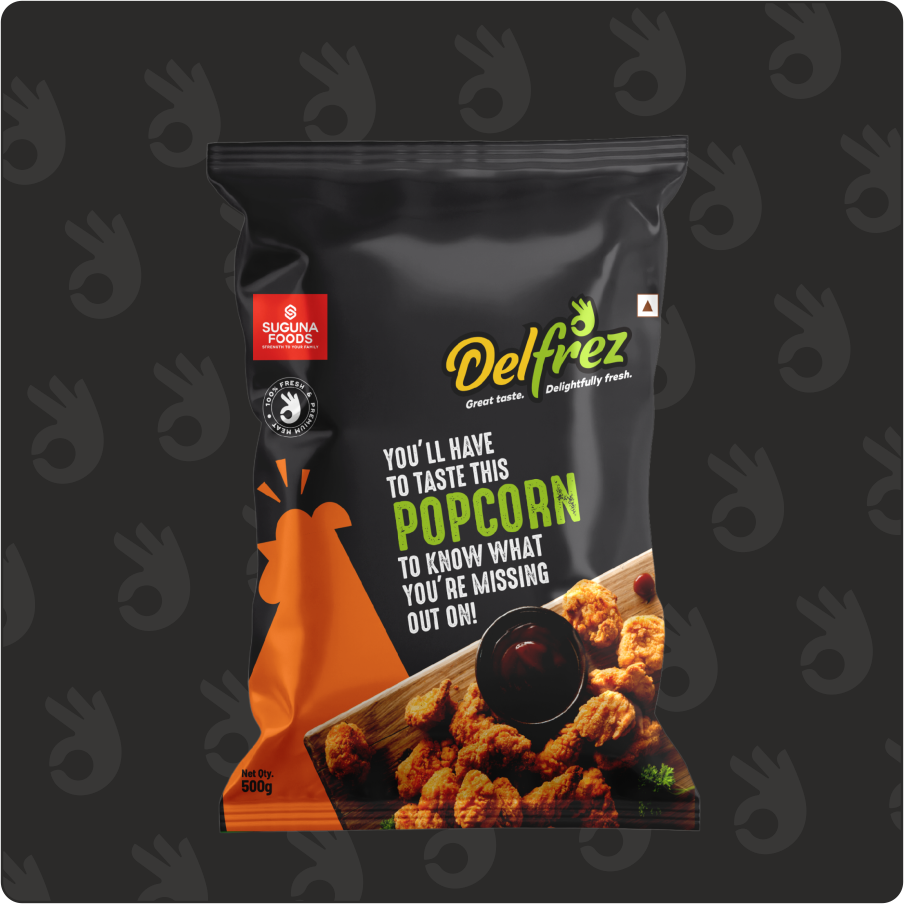 SUGUNA
FOODS
STRENGTH TO YOUR FAMILY
Delfrez
Great taste. Delightfully fresh.
100% FRESH & PREMIUM MEAT
YOU'LL HAVE
TO TASTE THIS
POPCORN
TO KNOW WHAT
YOU'RE MISSING
OUT ON!
Net Qty.
500g